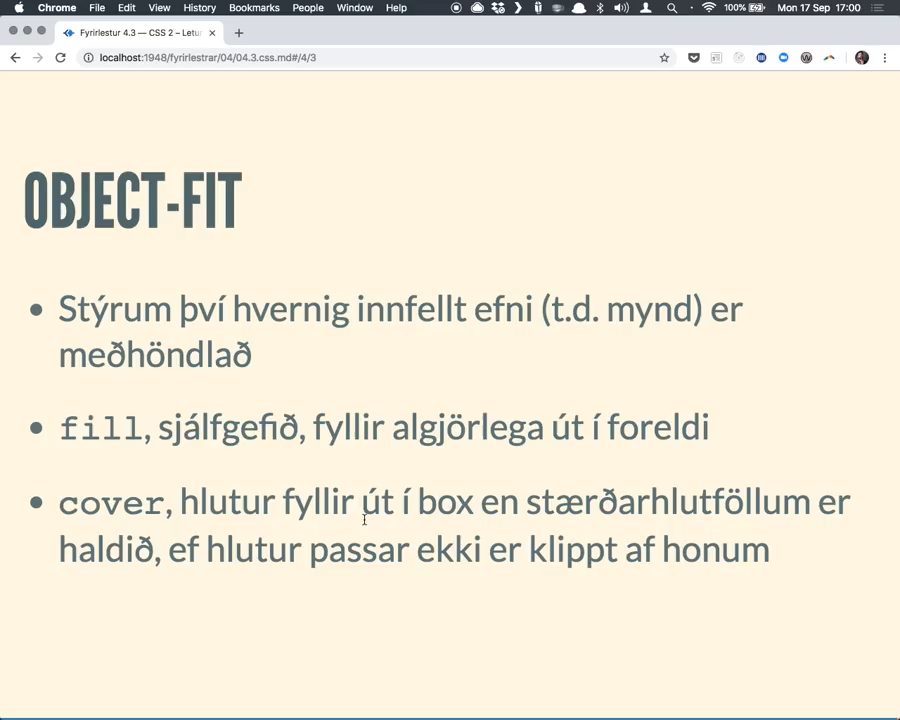 Chrome File Edit View History Bookmarks People Window Help 100% Mon 17 Sep 17:00
Fyrirlestur 4.3 — CSS 2 – Letu
localhost:1948/fyrirlestrar/04/04.3.css.md#/4/3
OBJECT-FIT
Stýrum því hvernig innfellt efni (t.d. mynd) er
meðhöndlað
fill, sjálfgefið, fyllir algjörlega út í foreldi
cover, hlutur fyllir út í box en stærðarhlutföllum er
haldið, ef hlutur passar ekki er klippt af honum